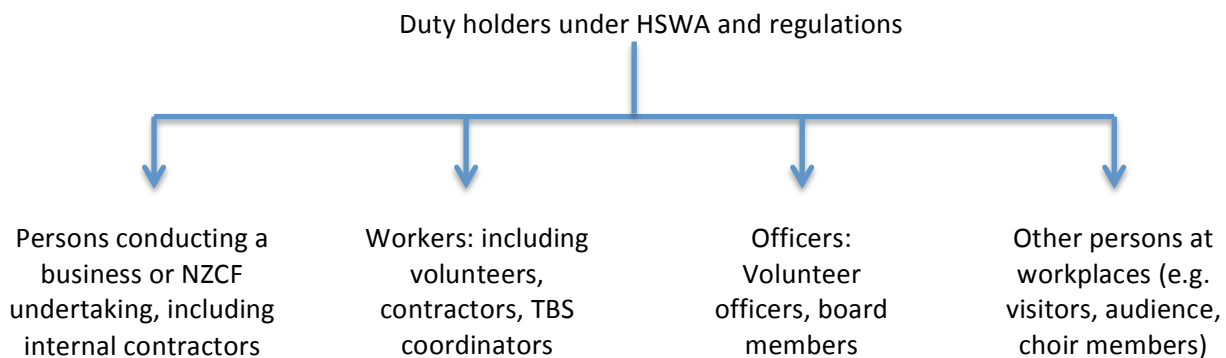 Duty holders under HSWA and regulations
Persons conducting a
business or NZCF
undertaking, including
internal contractors
Workers: including
volunteers,
contractors, TBS
coordinators
Officers:
Volunteer
officers, board
members
Other persons at
workplaces (e.g.
visitors, audience,
choir members)